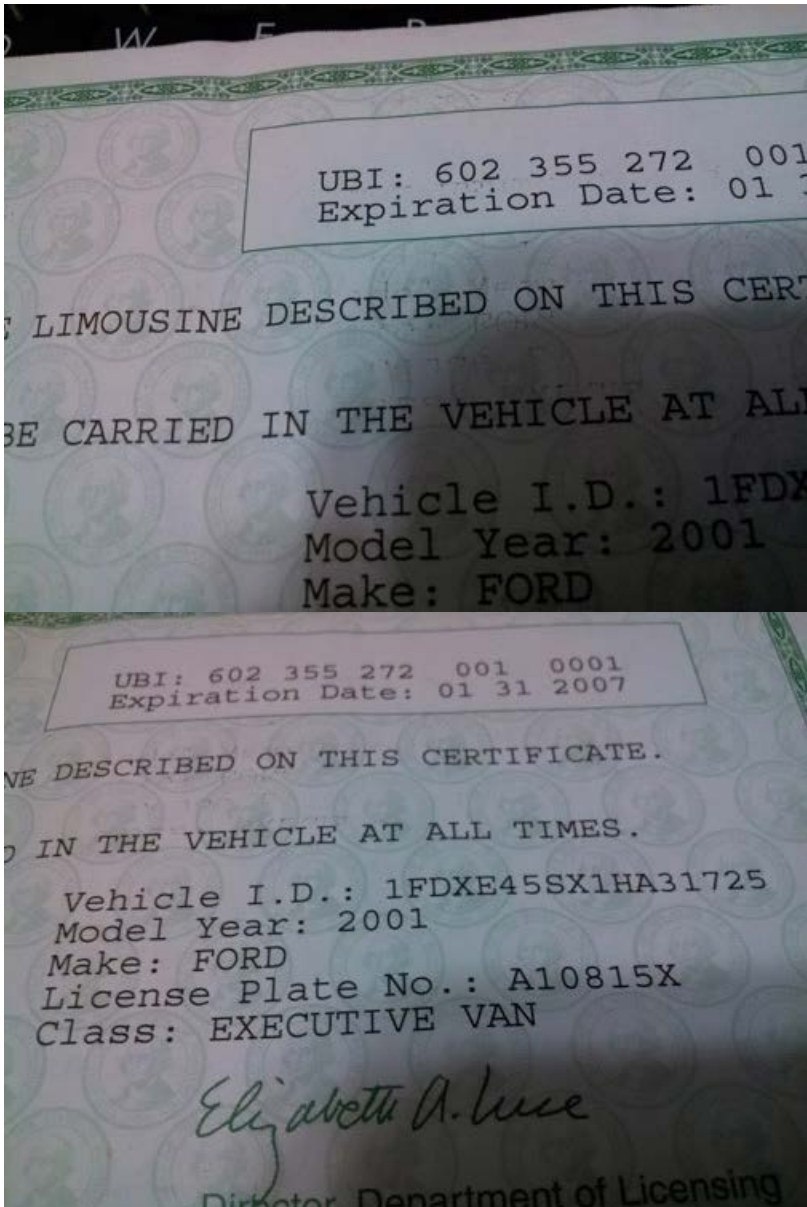 W E R
UBI: 602 355 272 001
Expiration Date: 01
LIMOUSINE DESCRIBED ON THIS CERT
BE CARRIED IN THE VEHICLE AT ALL
Vehicle I.D.: 1FDX
Model Year: 2001
Make: FORD
UBI: 602 355 272 001 0001
Expiration Date: 01 31 2007
NE DESCRIBED ON THIS CERTIFICATE.
IN THE VEHICLE AT ALL TIMES.
Vehicle I.D.: 1FDXE45SX1HA31725
Model Year: 2001
Make: FORD
License Plate No.: A10815X
Class: EXECUTIVE VAN
Elizabeth A. Luce
Director, Department of Licensing